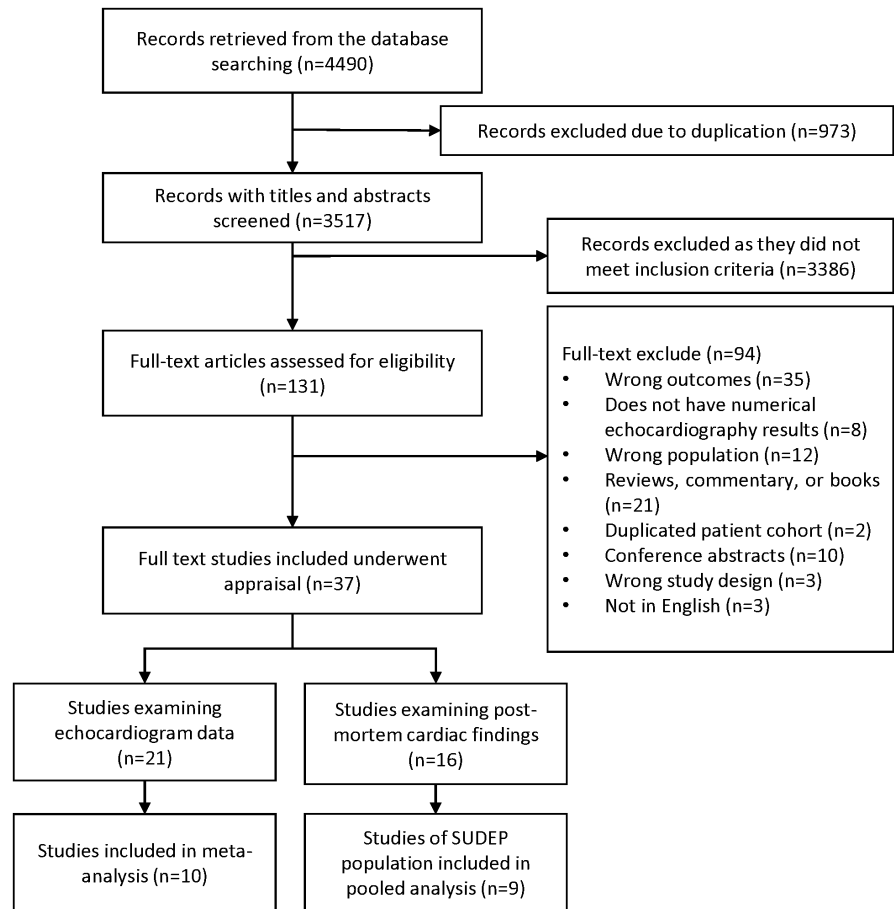 Records retrieved from the database
searching (n=4490)
Records excluded due to duplication (n=973)
Records with titles and abstracts
screened (n=3517)
Records excluded as they did not
meet inclusion criteria (n=3386)
Full-text articles assessed for eligibility
(n=131)
Full-text exclude (n=94)
• Wrong outcomes (n=35)
• Does not have numerical
echocardiography results (n=8)
• Wrong population (n=12)
• Reviews, commentary, or books
(n=21)
• Duplicated patient cohort (n=2)
• Conference abstracts (n=10)
• Wrong study design (n=3)
• Not in English (n=3)
Full text studies included underwent
appraisal (n=37)
Studies examining
echocardiogram data
(n=21)
Studies examining post-
mortem cardiac findings
(n=16)
Studies included in meta-
analysis (n=10)
Studies of SUDEP
population included in
pooled analysis (n=9)